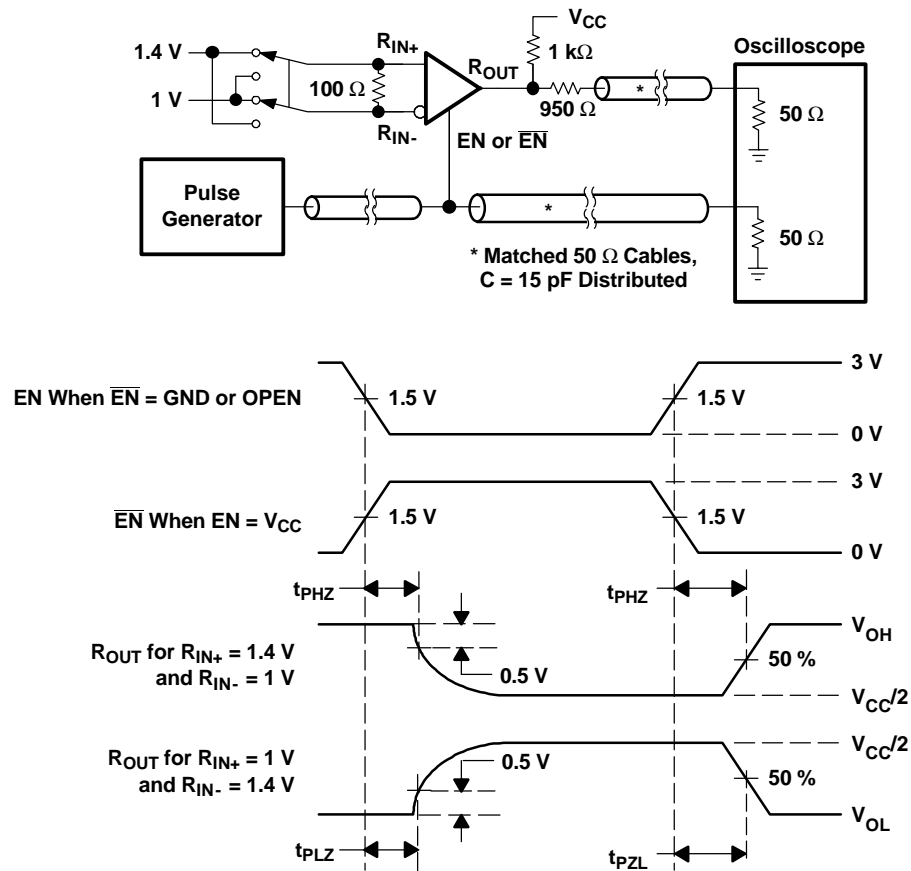 VCC
1.4 V
RIN+
1 kΩ
Oscilloscope
ROUT
100 Ω
1 V
*
950 Ω
50 Ω
RIN-
EN or EN
Pulse
Generator
*
50 Ω
* Matched 50 Ω Cables,
C = 15 pF Distributed
3 V
EN When EN = GND or OPEN
1.5 V
1.5 V
0 V
3 V
EN When EN = VCC
1.5 V
1.5 V
0 V
tPHZ
tPHZ
VOH
ROUT for RIN+ = 1.4 V
and RIN- = 1 V
0.5 V
50 %
VCC/2
VCC/2
ROUT for RIN+ = 1 V
and RIN- = 1.4 V
0.5 V
50 %
VOL
tPLZ
tPZL